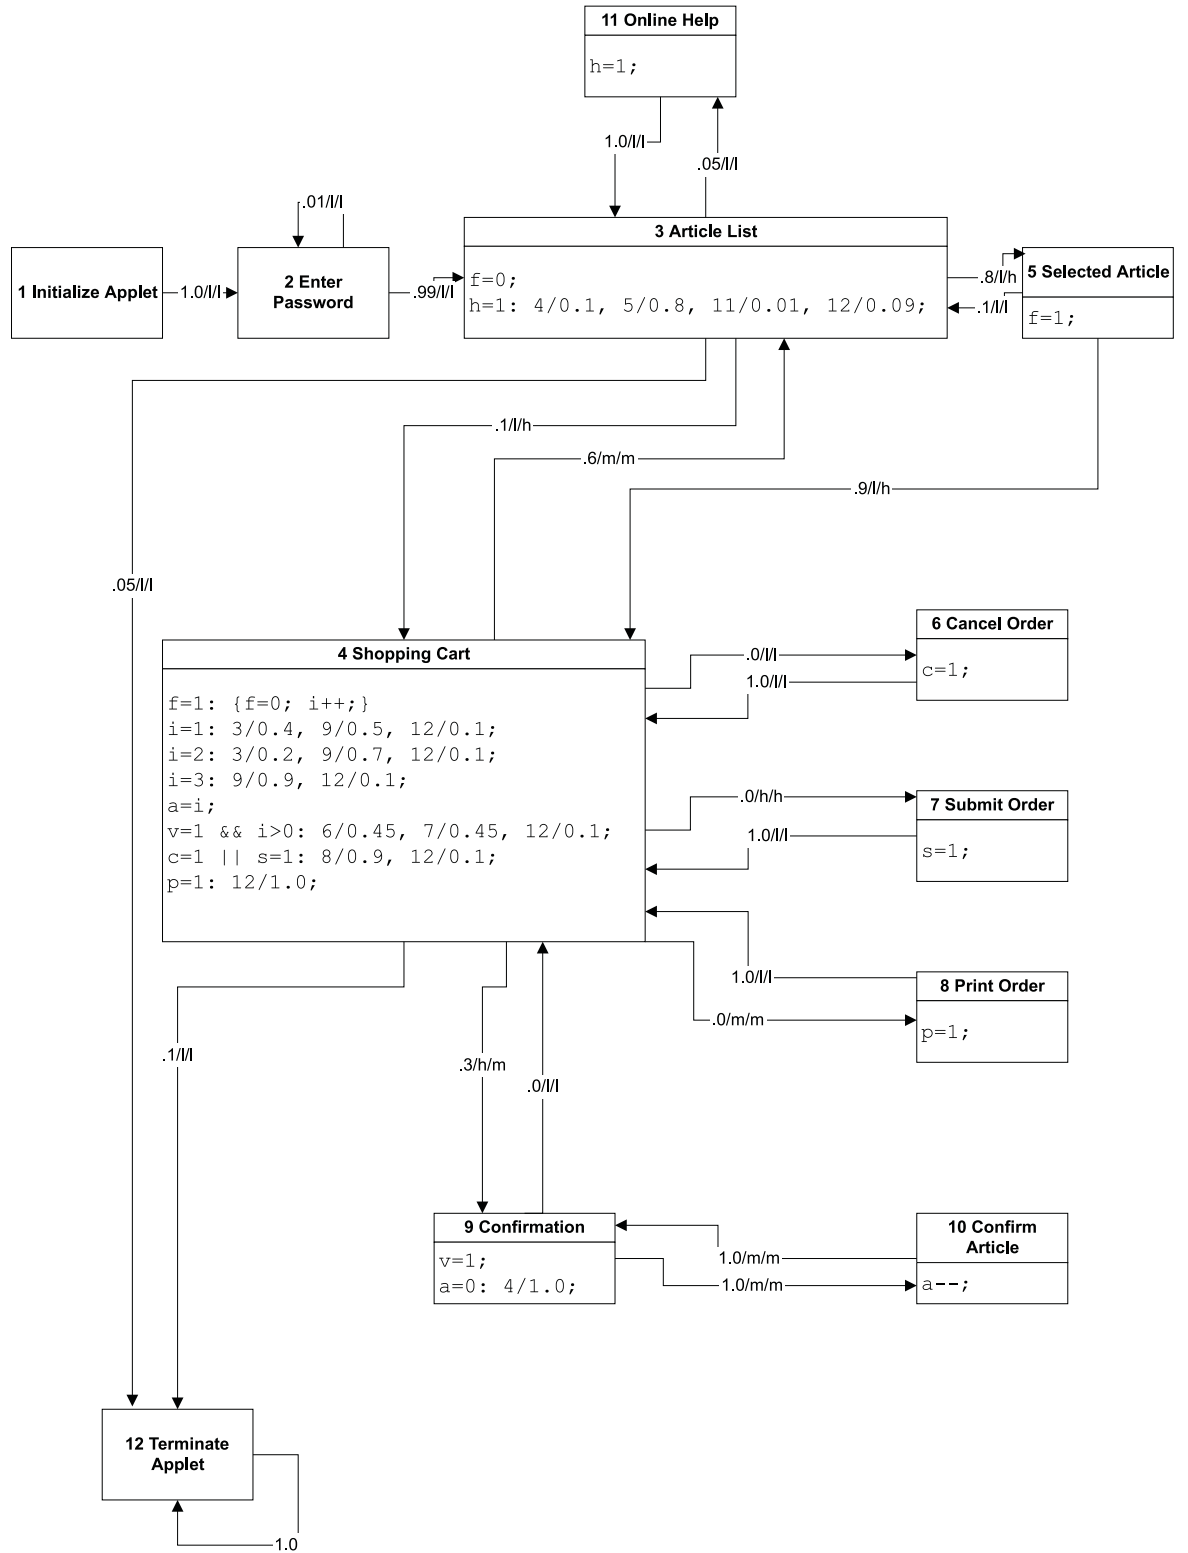 11 Online Help
h=1;
1.0/l/l
.05/l/l
.01/l/l
3 Article List
f=0;
h=1: 4/0.1, 5/0.8, 11/0.01, 12/0.09;
1 Initialize Applet
1.0/l/l
2 Enter
Password
.99/l/l
.8/l/h
.1/l/l
5 Selected Article
f=1;
.1/l/h
.6/m/m
.9/l/h
.05/l/l
4 Shopping Cart
f=1: {f=0; i++;}
i=1: 3/0.4, 9/0.5, 12/0.1;
i=2: 3/0.2, 9/0.7, 12/0.1;
i=3: 9/0.9, 12/0.1;
a=i;
v=1 && i>0: 6/0.45, 7/0.45, 12/0.1;
c=1 || s=1: 8/0.9, 12/0.1;
p=1: 12/1.0;
.0/l/l
1.0/l/l
6 Cancel Order
c=1;
.0/h/h
1.0/l/l
7 Submit Order
s=1;
1.0/l/l
.0/m/m
8 Print Order
p=1;
.1/l/l
.3/h/m
.0/l/l
9 Confirmation
v=1;
a=0: 4/1.0;
1.0/m/m
1.0/m/m
10 Confirm
Article
a--;
12 Terminate
Applet
1.0